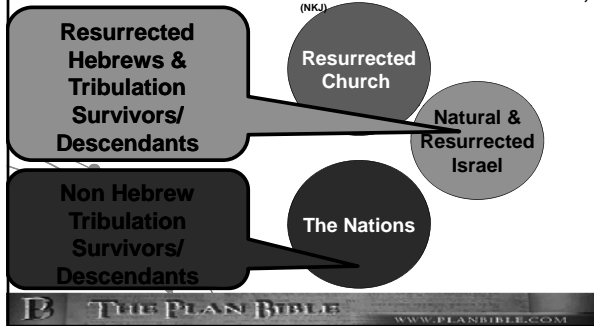 (NKJ)
Resurrected
Hebrews &
Tribulation
Survivors/
Descendants
Resurrected
Church
Natural &
Resurrected
Israel
Non Hebrew
Tribulation
Survivors/
Descendants
The Nations
THE PLAN BIBLE
WWW.PLANBIBLE.COM